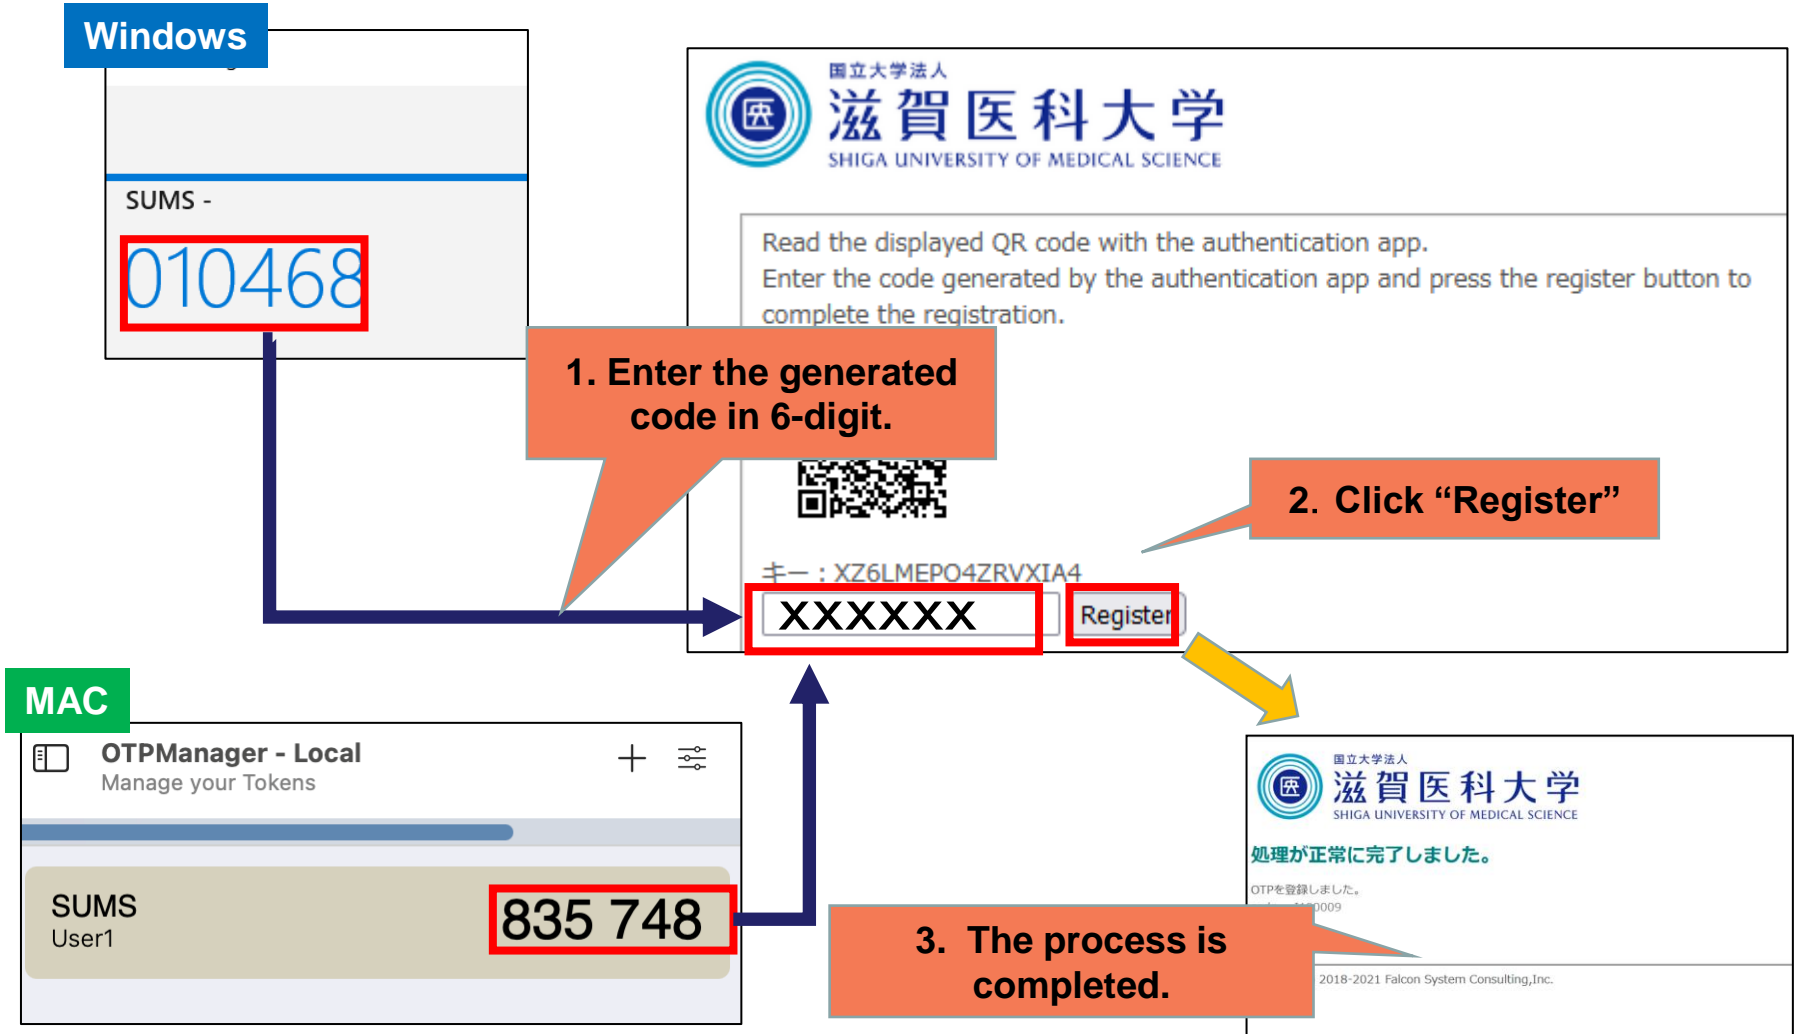 Windows
SUMS -
010468
国立大学法人
滋賀医科大学
SHIGA UNIVERSITY OF MEDICAL SCIENCE
Read the displayed QR code with the authentication app.
Enter the code generated by the authentication app and press the register button to
complete the registration.
1. Enter the generated
code in 6-digit.
2. Click “Register”
キー：XZ6LMEPO4ZRVXIA4
XXXXXX
Register
MAC
OTPManager - Local
Manage your Tokens
SUMS
User1
835 748
国立大学法人
滋賀医科大学
SHIGA UNIVERSITY OF MEDICAL SCIENCE
処理が正常に完了しました。
OTPを登録しました。
3. The process is
completed.
2018-2021 Falcon System Consulting,Inc.